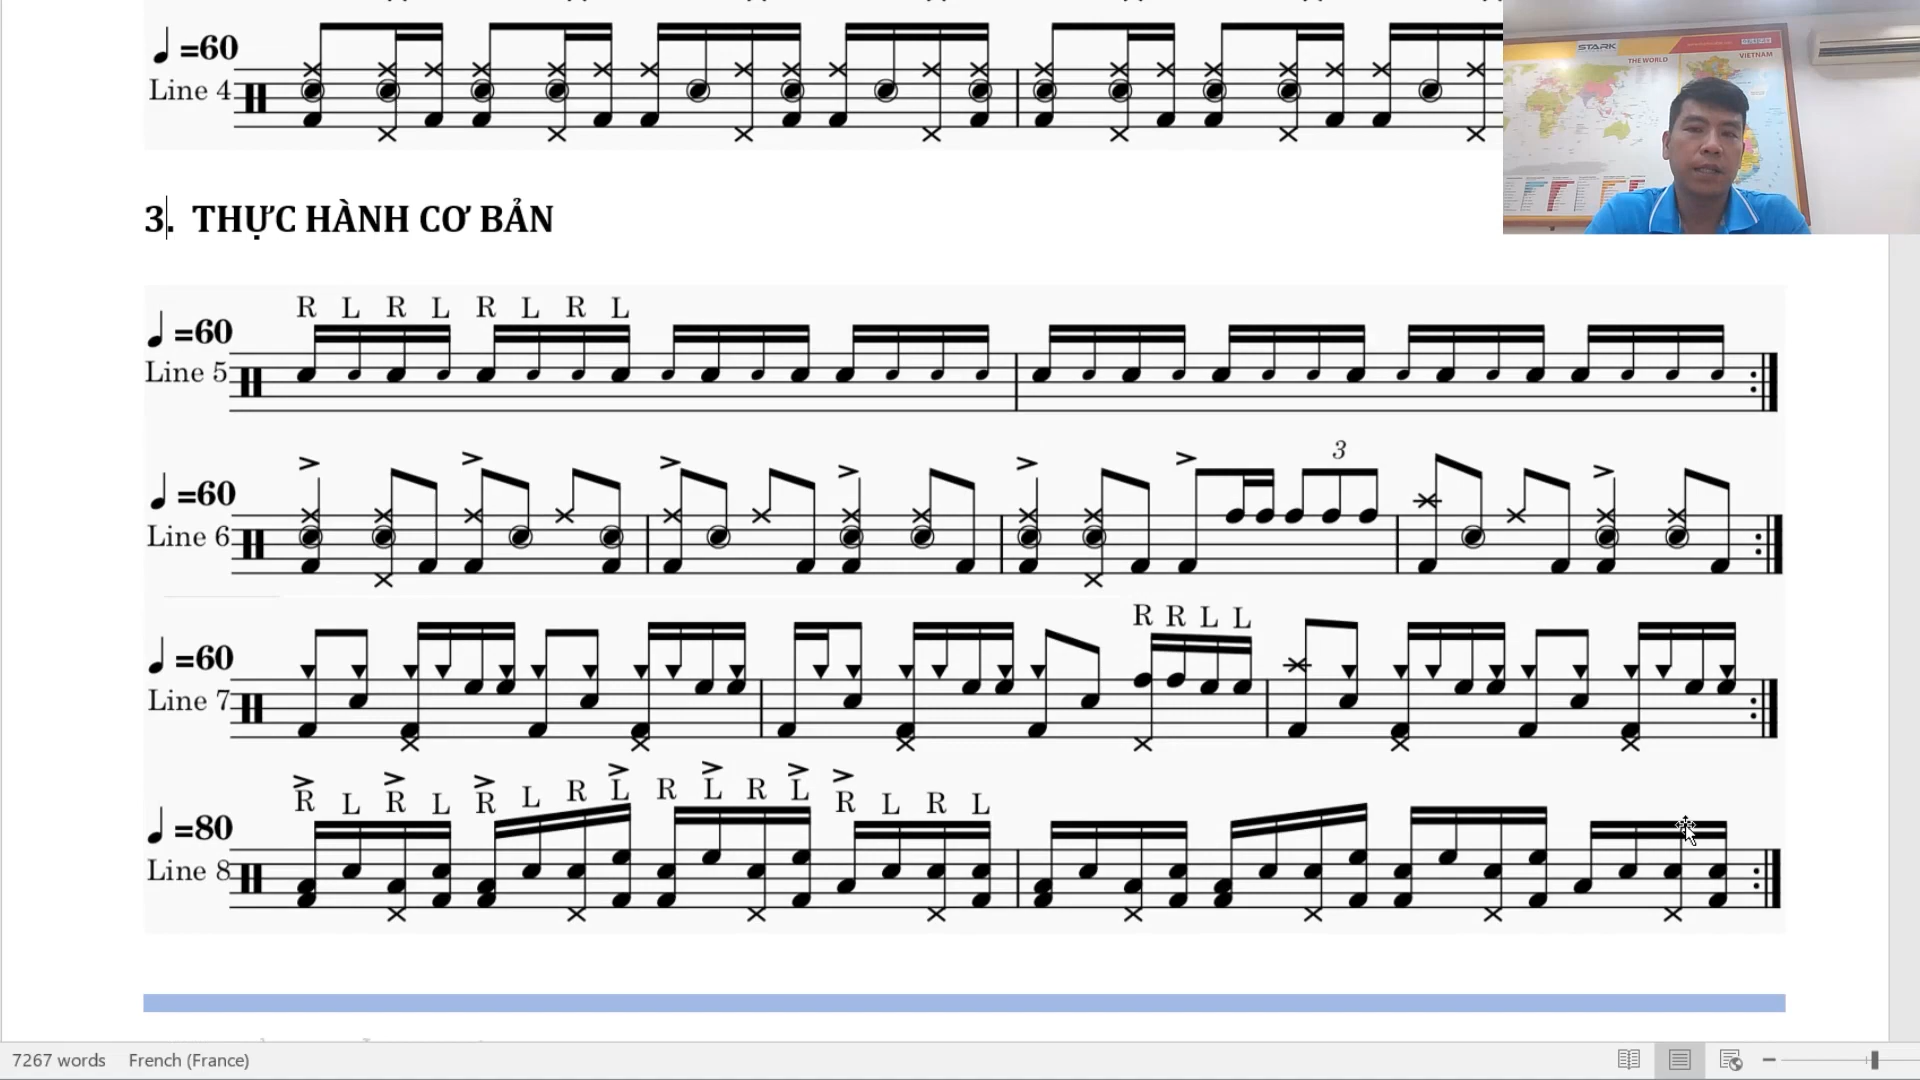 ♩=60
Line 4
STARK
THE WORLD
VIETNAM
3. THỰC HÀNH CƠ BẢN
R L R L R L R L
♩=60
Line 5
3
♩=60
Line 6
R R L L
♩=60
Line 7
R L R L R L R L R L R L R L R L
♩=80
Line 8
7267 words French (France)